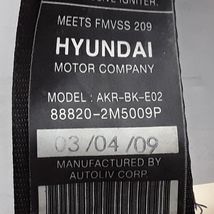 IGNITER.
MEETS FMVSS 209
HYUNDAI
MOTOR COMPANY
MODEL : AKR-BK-E02
88820-2M5009P
03/04/09
MANUFACTURED BY
AUTOLIV CORP.